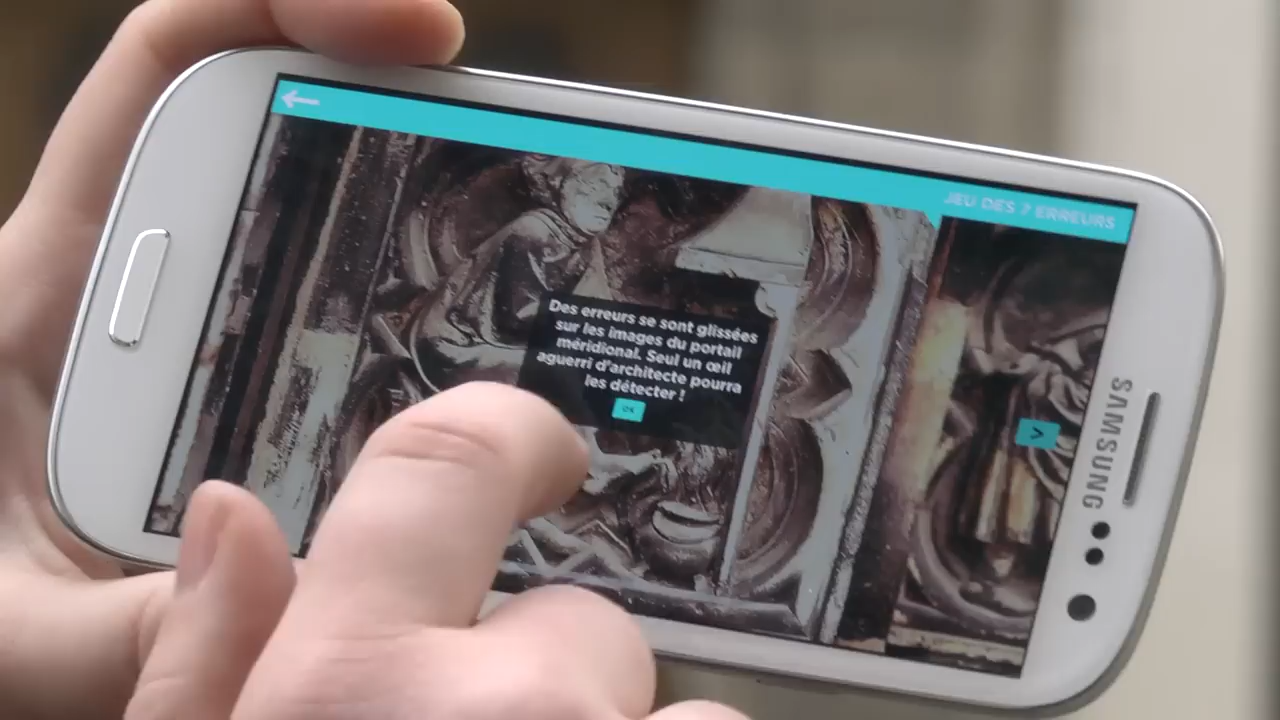 JEU DES 7 ERREURS
Des erreurs se sont glissées
sur les images du portail
méridional. Seul un œil
aguerri d'architecte pourra
les détecter !
OK
>
SAMSUNG